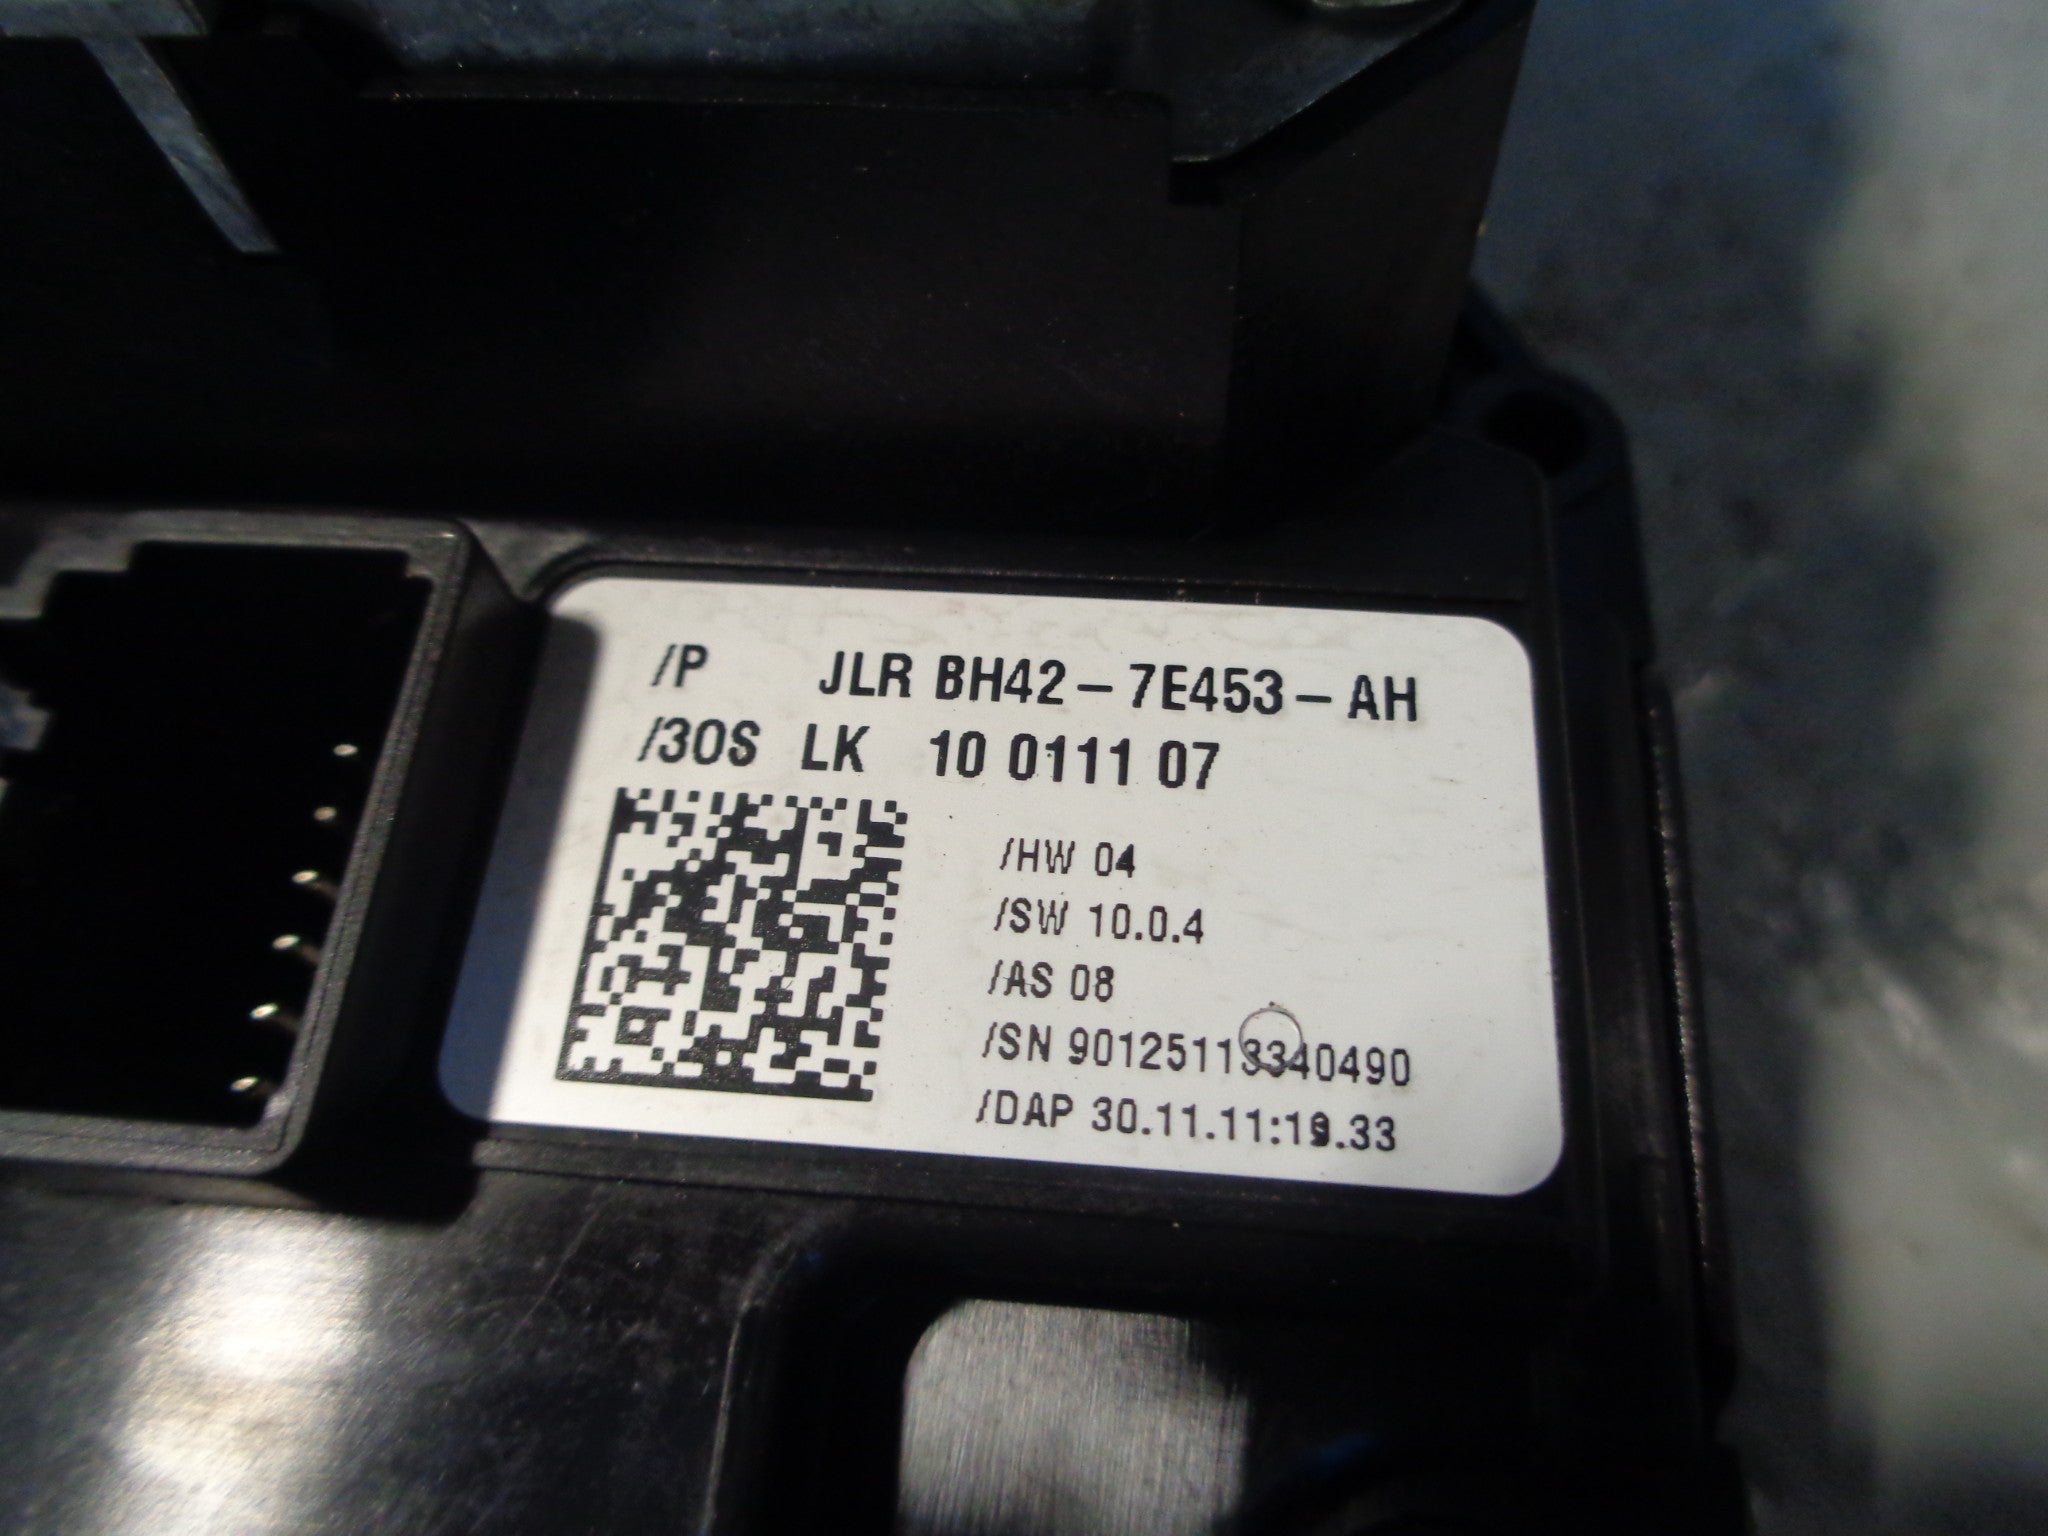 /P JLR BH42-7E453-AH
/3OS LK 10 0111 07
/HW 04
/SW 10.0.4
/AS 08
/SN 90125113340490
/DAP 30.11.11:19.33